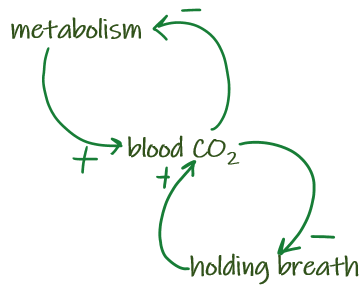 −
metabolism
+
blood CO₂
+
−
holding breath